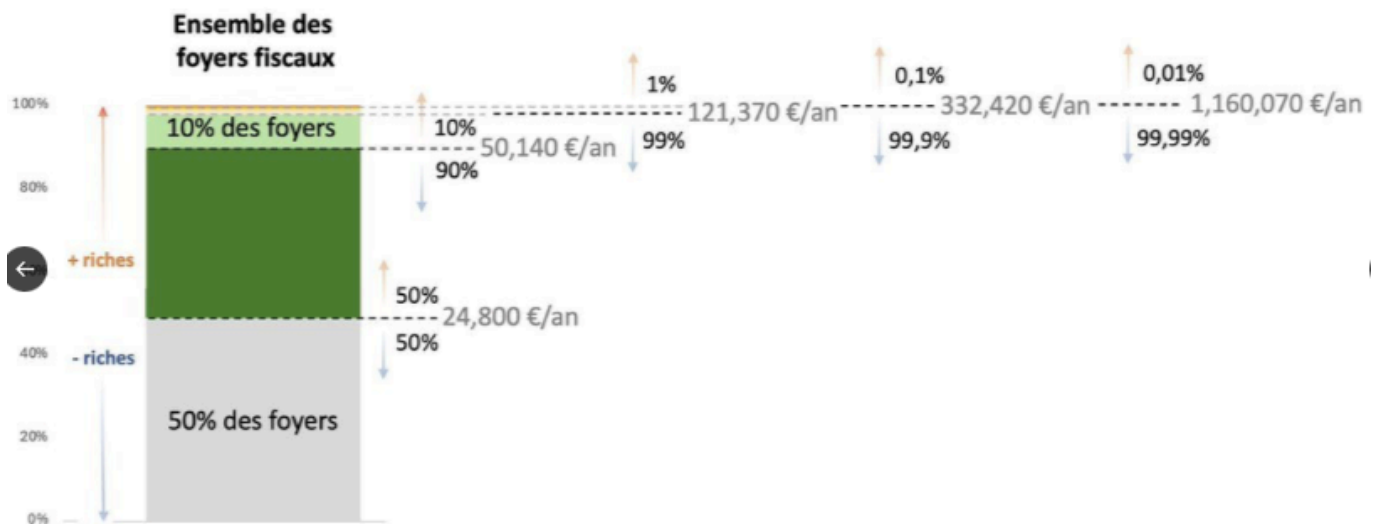 Ensemble des
foyers fiscaux
100%
80%
40%
20%
0%
+ riches
- riches
10% des foyers
50% des foyers
10%
50,140 €/an
90%
50%
24,800 €/an
50%
1%
121,370 €/an
99%
0,1%
332,420 €/an
99,9%
0,01%
1,160,070 €/an
99,99%